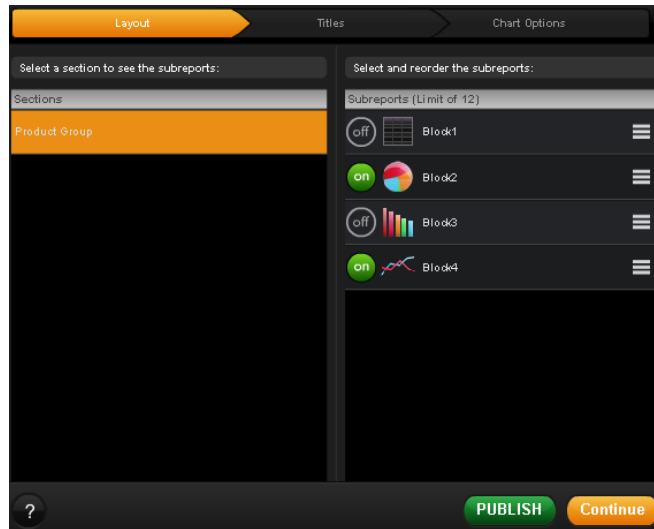 Layout
Titles
Chart Options
Select a section to see the subreports:
Sections
Product Group
Select and reorder the subreports:
Subreports (Limit of 12)
off Block1
on Block2
off Block3
on Block4
?
PUBLISH
Continue